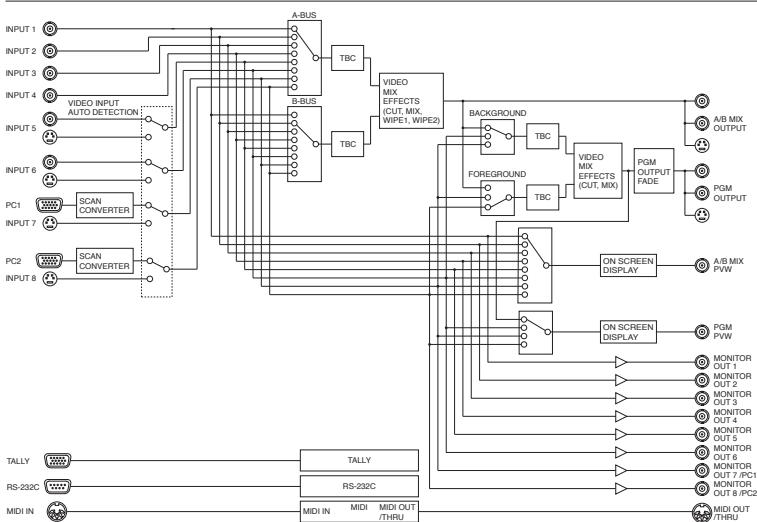 A-BUS
INPUT 1
INPUT 2
INPUT 3
INPUT 4
VIDEO INPUT
AUTO DETECTION
INPUT 5
INPUT 6
PC1
SCAN
CONVERTER
INPUT 7
PC2
SCAN
CONVERTER
INPUT 8
TBC
B-BUS
TBC
VIDEO
MIX
EFFECTS
(CUT, MIX,
WIPE1, WIPE2)
BACKGROUND
TBC
FOREGROUND
TBC
VIDEO
MIX
EFFECTS
(CUT, MIX)
PGM
OUTPUT
FADE
A/B MIX
OUTPUT
PGM
OUTPUT
ON SCREEN
DISPLAY
A/B MIX
PVW
ON SCREEN
DISPLAY
PGM
PVW
MONITOR
OUT 1
MONITOR
OUT 2
MONITOR
OUT 3
MONITOR
OUT 4
MONITOR
OUT 5
MONITOR
OUT 6
MONITOR
OUT 7 /PC1
MONITOR
OUT 8 /PC2
TALLY
TALLY
RS-232C
RS-232C
MIDI IN
MIDI IN
MIDI
MIDI OUT
/THRU
MIDI OUT
/THRU